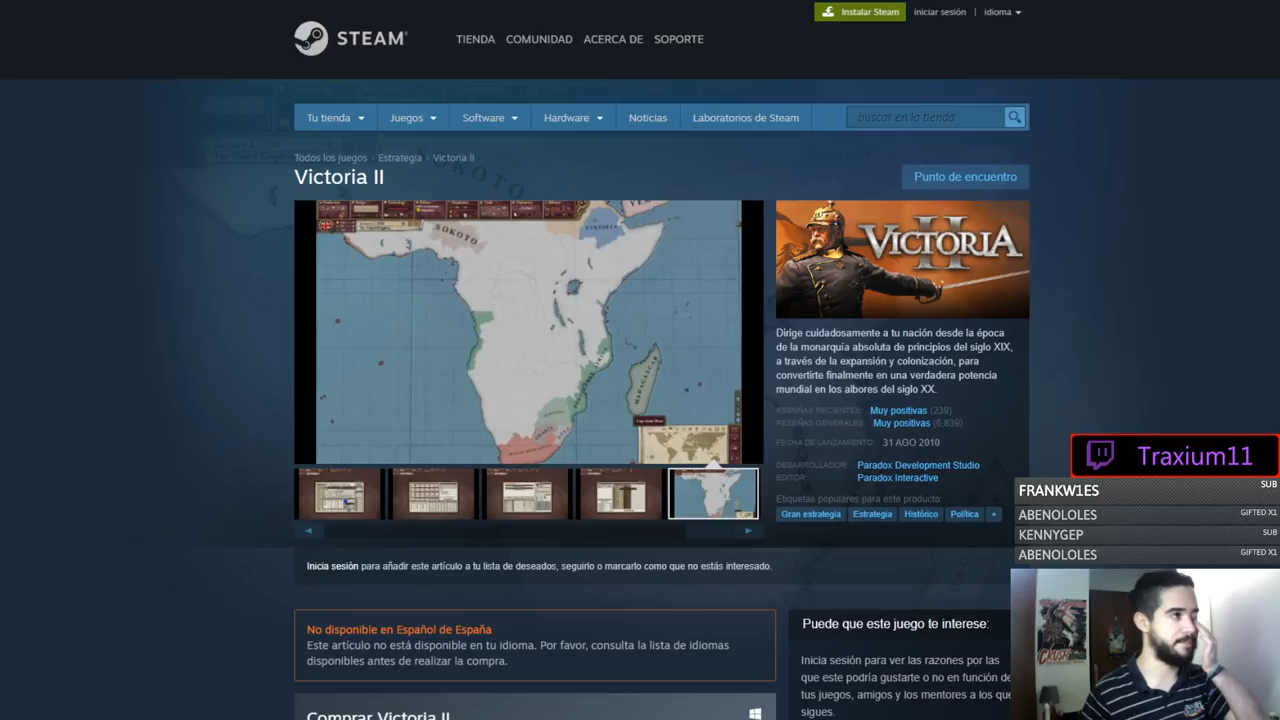 Instalar Steam
iniciar sesión
|
idioma
STEAM®
TIENDA
COMUNIDAD
ACERCA DE
SOPORTE
Tu tienda
Juegos
Software
Hardware
Noticias
Laboratorios de Steam
buscar en la tienda
Todos los juegos > Estrategia > Victoria II
Victoria II
Punto de encuentro
SOKOTO
ETHIOPIA
MADAGASCAR
VICTORIA II
Dirige cuidadosamente a tu nación desde la época
de la monarquía absoluta de principios del siglo XIX,
a través de la expansión y colonización, para
convertirte finalmente en una verdadera potencia
mundial en los albores del siglo XX.
RESEÑAS RECIENTES: Muy positivas (239)
RESEÑAS GENERALES: Muy positivas (6,839)
FECHA DE LANZAMIENTO: 31 AGO 2010
DESARROLLADOR: Paradox Development Studio
EDITOR: Paradox Interactive
Etiquetas populares para este producto
Gran estrategia
Estrategia
Histórico
Política
+
Inicia sesión para añadir este artículo a tu lista de deseados, seguirlo o marcarlo como que no estás interesado.
No disponible en Español de España
Este artículo no está disponible en tu idioma. Por favor, consulta la lista de idiomas
disponibles antes de realizar la compra.
Comprar Victoria II
Puede que este juego te interese:
Inicia sesión para ver las razones por las
que este podría gustarte o no en función de
tus juegos, amigos y los mentores a los que
sigues.
Traxium11
FRANKW1ES SUB
ABENOLOLES GIFTED X1
KENNYGEP SUB
ABENOLOLES GIFTED X1
CRUSH